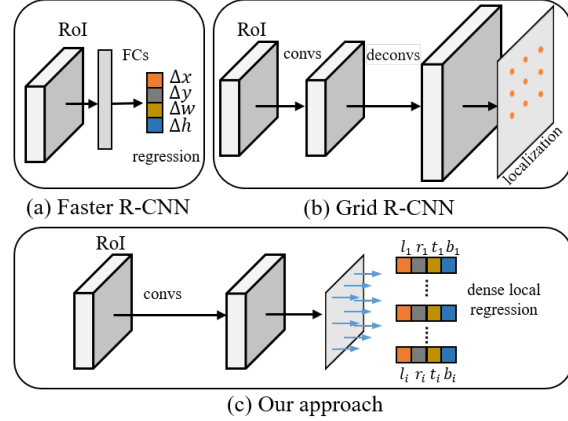 RoI
FCs
Δx
Δy
Δw
Δh
regression
(a) Faster R-CNN
RoI
convs
deconvs
localization
(b) Grid R-CNN
RoI
convs
l₁ r₁ t₁ b₁
dense local
regression
lᵢ rᵢ tᵢ bᵢ
(c) Our approach